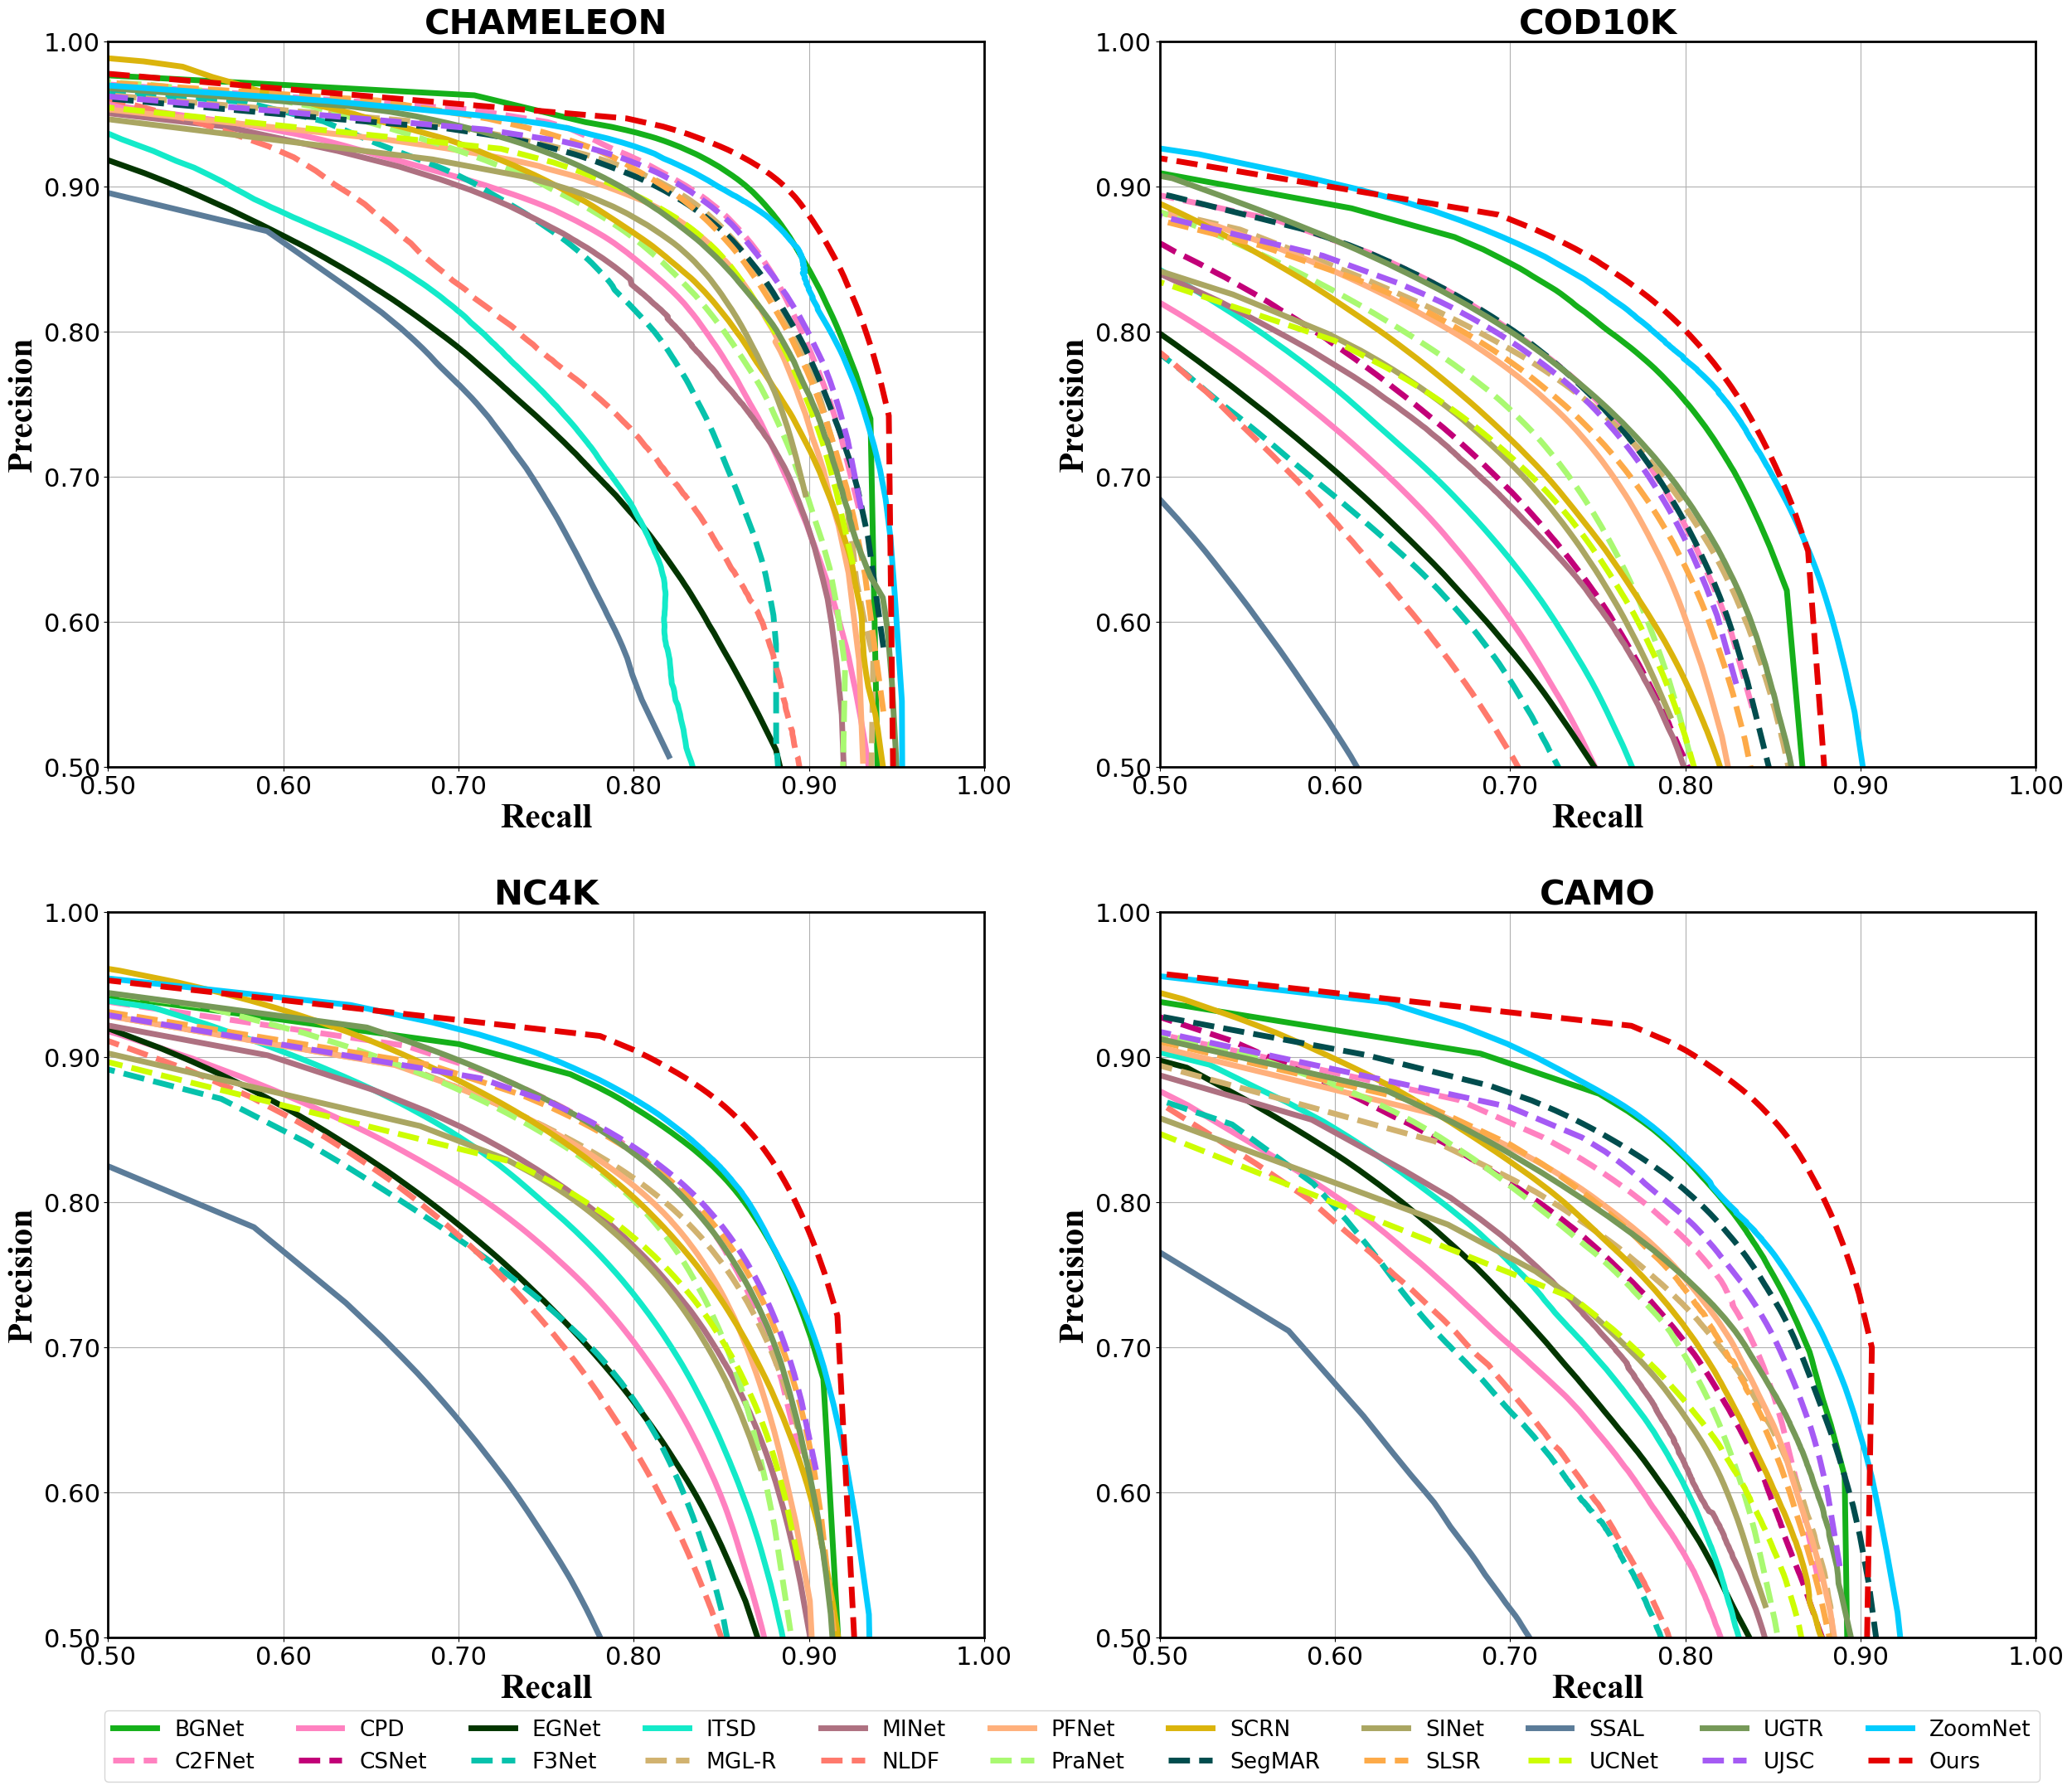 CHAMELEON
1.00
0.90
0.80
0.70
0.60
0.50
Precision
0.50 0.60 0.70 0.80 0.90 1.00
Recall
COD10K
1.00
0.90
0.80
0.70
0.60
0.50
Precision
0.50 0.60 0.70 0.80 0.90 1.00
Recall
NC4K
1.00
0.90
0.80
0.70
0.60
0.50
Precision
0.50 0.60 0.70 0.80 0.90 1.00
Recall
CAMO
1.00
0.90
0.80
0.70
0.60
0.50
Precision
0.50 0.60 0.70 0.80 0.90 1.00
Recall
BGNet CPD EGNet ITSD MINet PFNet SCRN SINet SSAL UGTR ZoomNet
C2FNet CSNet F3Net MGL-R NLDF PraNet SegMAR SLSR UCNet UJSC Ours